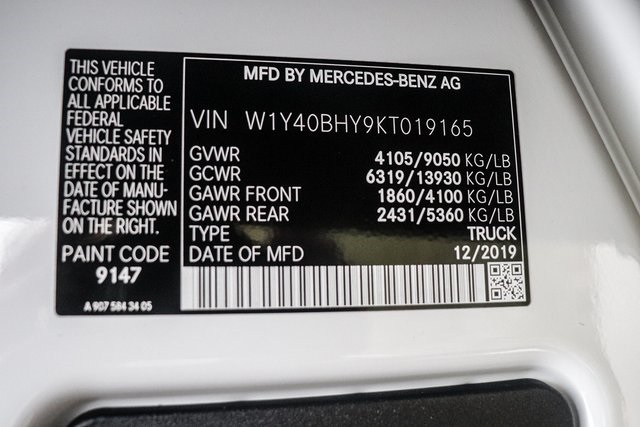 THIS VEHICLE
CONFORMS TO
ALL APPLICABLE
FEDERAL
VEHICLE SAFETY
STANDARDS IN
EFFECT ON THE
DATE OF MANU-
FACTURE SHOWN
ON THE RIGHT.
PAINT CODE
9147
A 907 584 34 05
MFD BY MERCEDES-BENZ AG
VIN W1Y40BHY9KT019165
GVWR 4105/9050 KG/LB
GCWR 6319/13930 KG/LB
GAWR FRONT 1860/4100 KG/LB
GAWR REAR 2431/5360 KG/LB
TYPE TRUCK
DATE OF MFD 12/2019